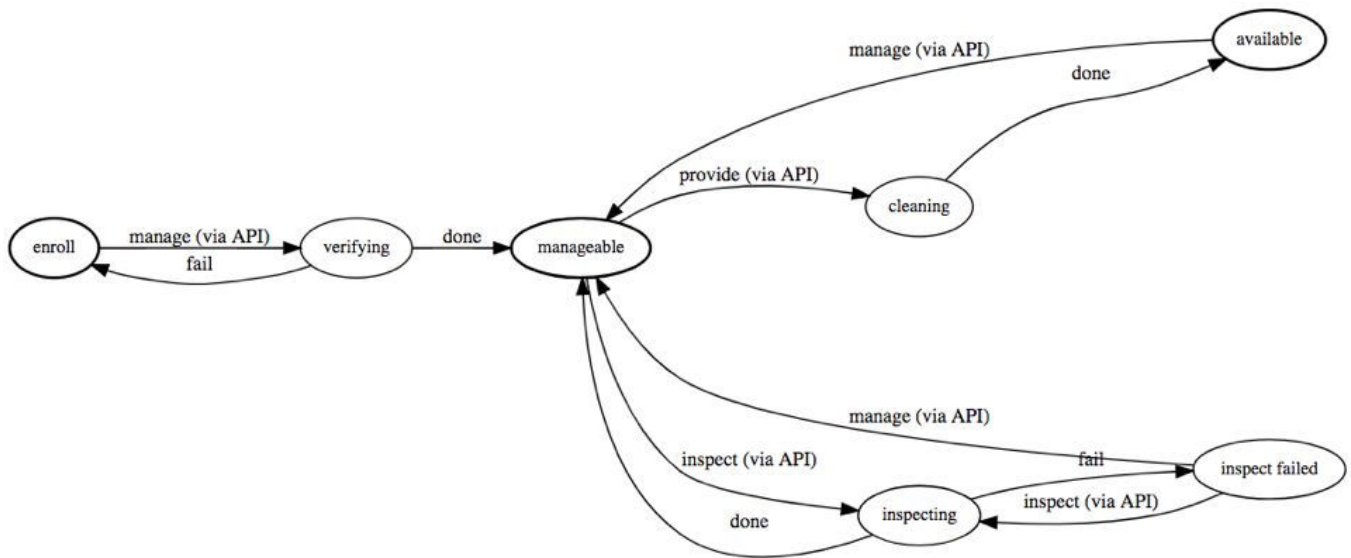 available
manage (via API)
done
provide (via API)
cleaning
enroll
manage (via API)
fail
verifying
done
manageable
manage (via API)
inspect (via API)
fail
inspect failed
inspect (via API)
inspecting
done